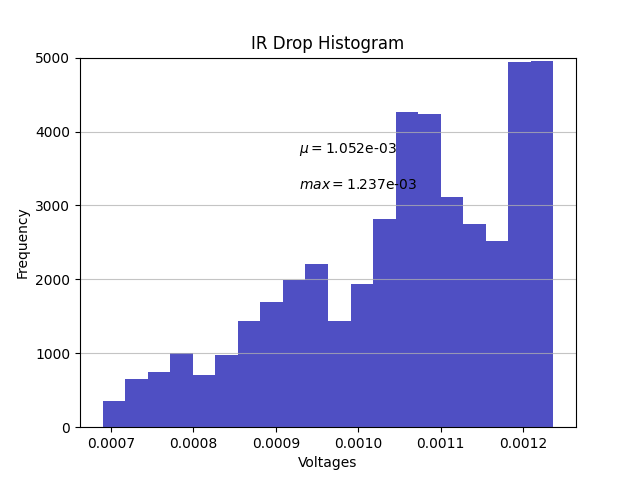 IR Drop Histogram
5000
4000
3000
2000
1000
0
Frequency
μ = 1.052e-03
max = 1.237e-03
0.0007 0.0008 0.0009 0.0010 0.0011 0.0012
Voltages